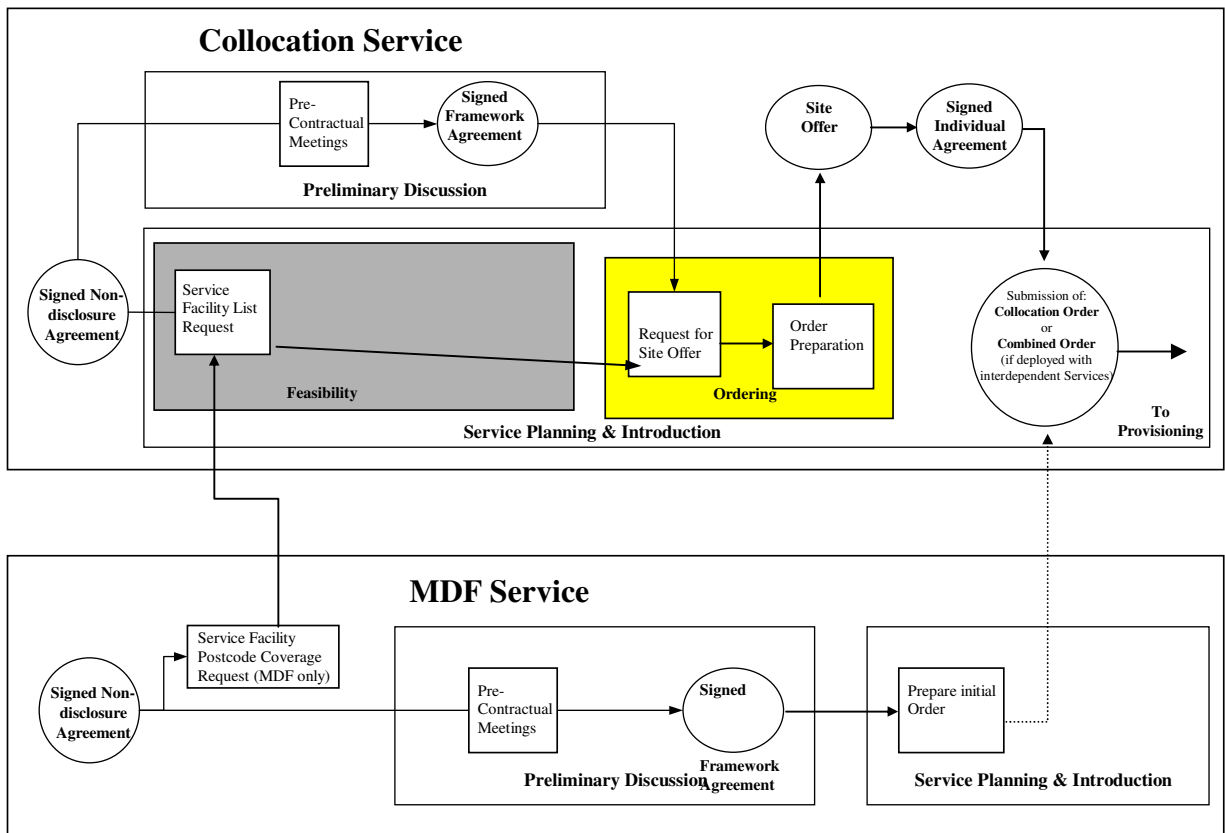 Collocation Service
Pre-
Contractual
Meetings
Signed
Framework
Agreement
Preliminary Discussion
Site
Offer
Signed
Individual
Agreement
Signed Non-
disclosure
Agreement
Service
Facility List
Request
Feasibility
Request for
Site Offer
Order
Preparation
Ordering
Service Planning & Introduction
Submission of:
Collocation Order
or
Combined Order
(if deployed with
interdependent Services)
To
Provisioning
MDF Service
Signed Non-
disclosure
Agreement
Service Facility
Postcode Coverage
Request (MDF only)
Pre-
Contractual
Meetings
Signed
Framework
Agreement
Preliminary Discussion
Prepare initial
Order
Service Planning & Introduction